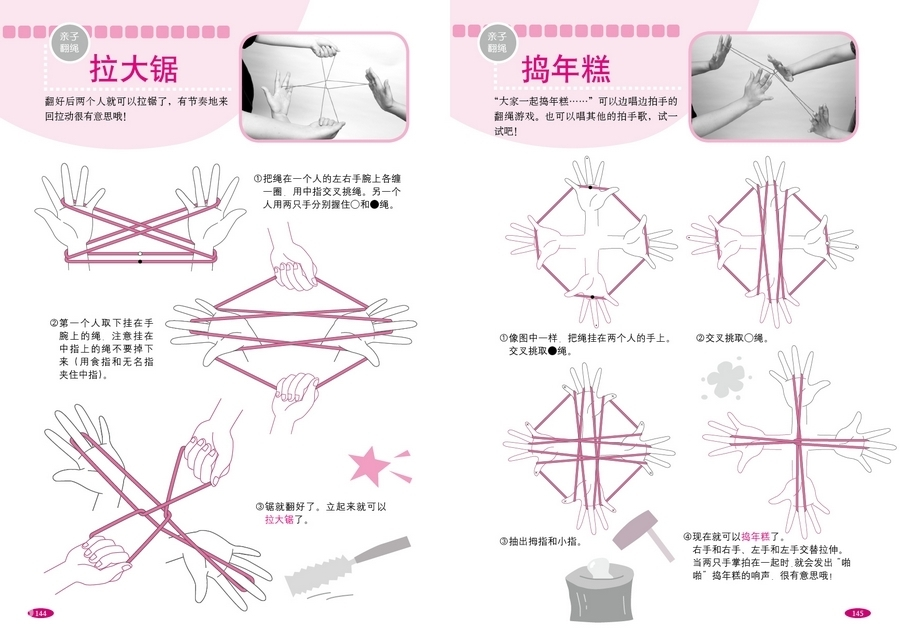 亲子
翻绳
拉大锯
翻好后两个人就可以拉锯了，有节奏地来
回拉动很有意思哦！
①把绳在一个人的左右手腕上各缠
一圈，用中指交叉挑绳。另一个
人用两只手分别握住○和●绳。
②第一个人取下挂在手
腕上的绳，注意挂在
中指上的绳不要掉下
来（用食指和无名指
夹住中指）。
③锯就翻好了。立起来就可以
拉大锯了。
144
亲子
翻绳
捣年糕
“大家一起捣年糕……”可以边唱边拍手的
翻绳游戏。也可以唱其他的拍手歌，试一
试吧！
①像图中一样，把绳挂在两个人的手上。
交叉挑取●绳。
②交叉挑取○绳。
③抽出拇指和小指。
④现在就可以捣年糕了。
右手和右手、左手和左手交替拉伸。
当两只手掌拍在一起时，就会发出“啪
啪”捣年糕的响声，很有意思哦！
145